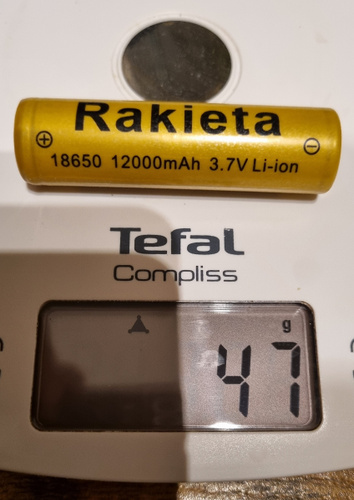 Rakieta
18650 12000mAh 3.7V Li-ion
Tefal
Compliss
g
47